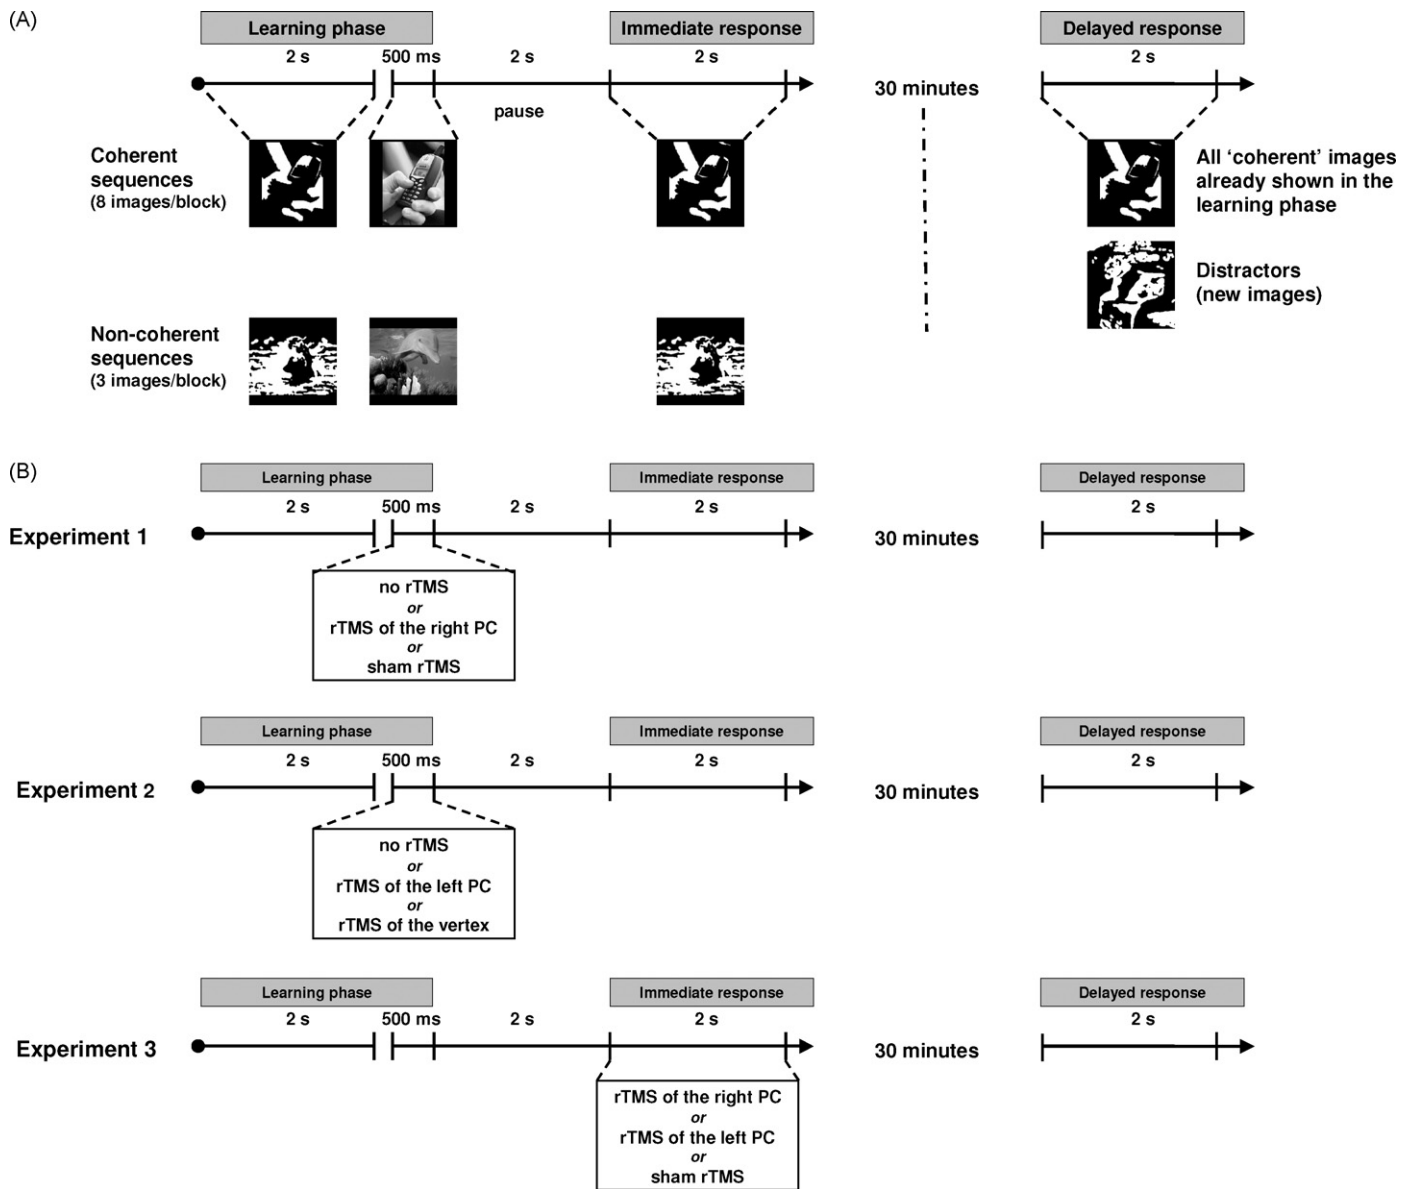 (A)
Learning phase
Immediate response
Delayed response
2 s
500 ms
2 s
2 s
30 minutes
2 s
pause
Coherent
sequences
(8 images/block)
All ‘coherent’ images
already shown in the
learning phase
Distractors
(new images)
Non-coherent
sequences
(3 images/block)
(B)
Learning phase
Immediate response
Delayed response
2 s
500 ms
2 s
2 s
2 s
Experiment 1
30 minutes
no rTMS
or
rTMS of the right PC
or
sham rTMS
Learning phase
Immediate response
Delayed response
2 s
500 ms
2 s
2 s
2 s
Experiment 2
30 minutes
no rTMS
or
rTMS of the left PC
or
rTMS of the vertex
Learning phase
Immediate response
Delayed response
2 s
500 ms
2 s
2 s
2 s
Experiment 3
30 minutes
rTMS of the right PC
or
rTMS of the left PC
or
sham rTMS